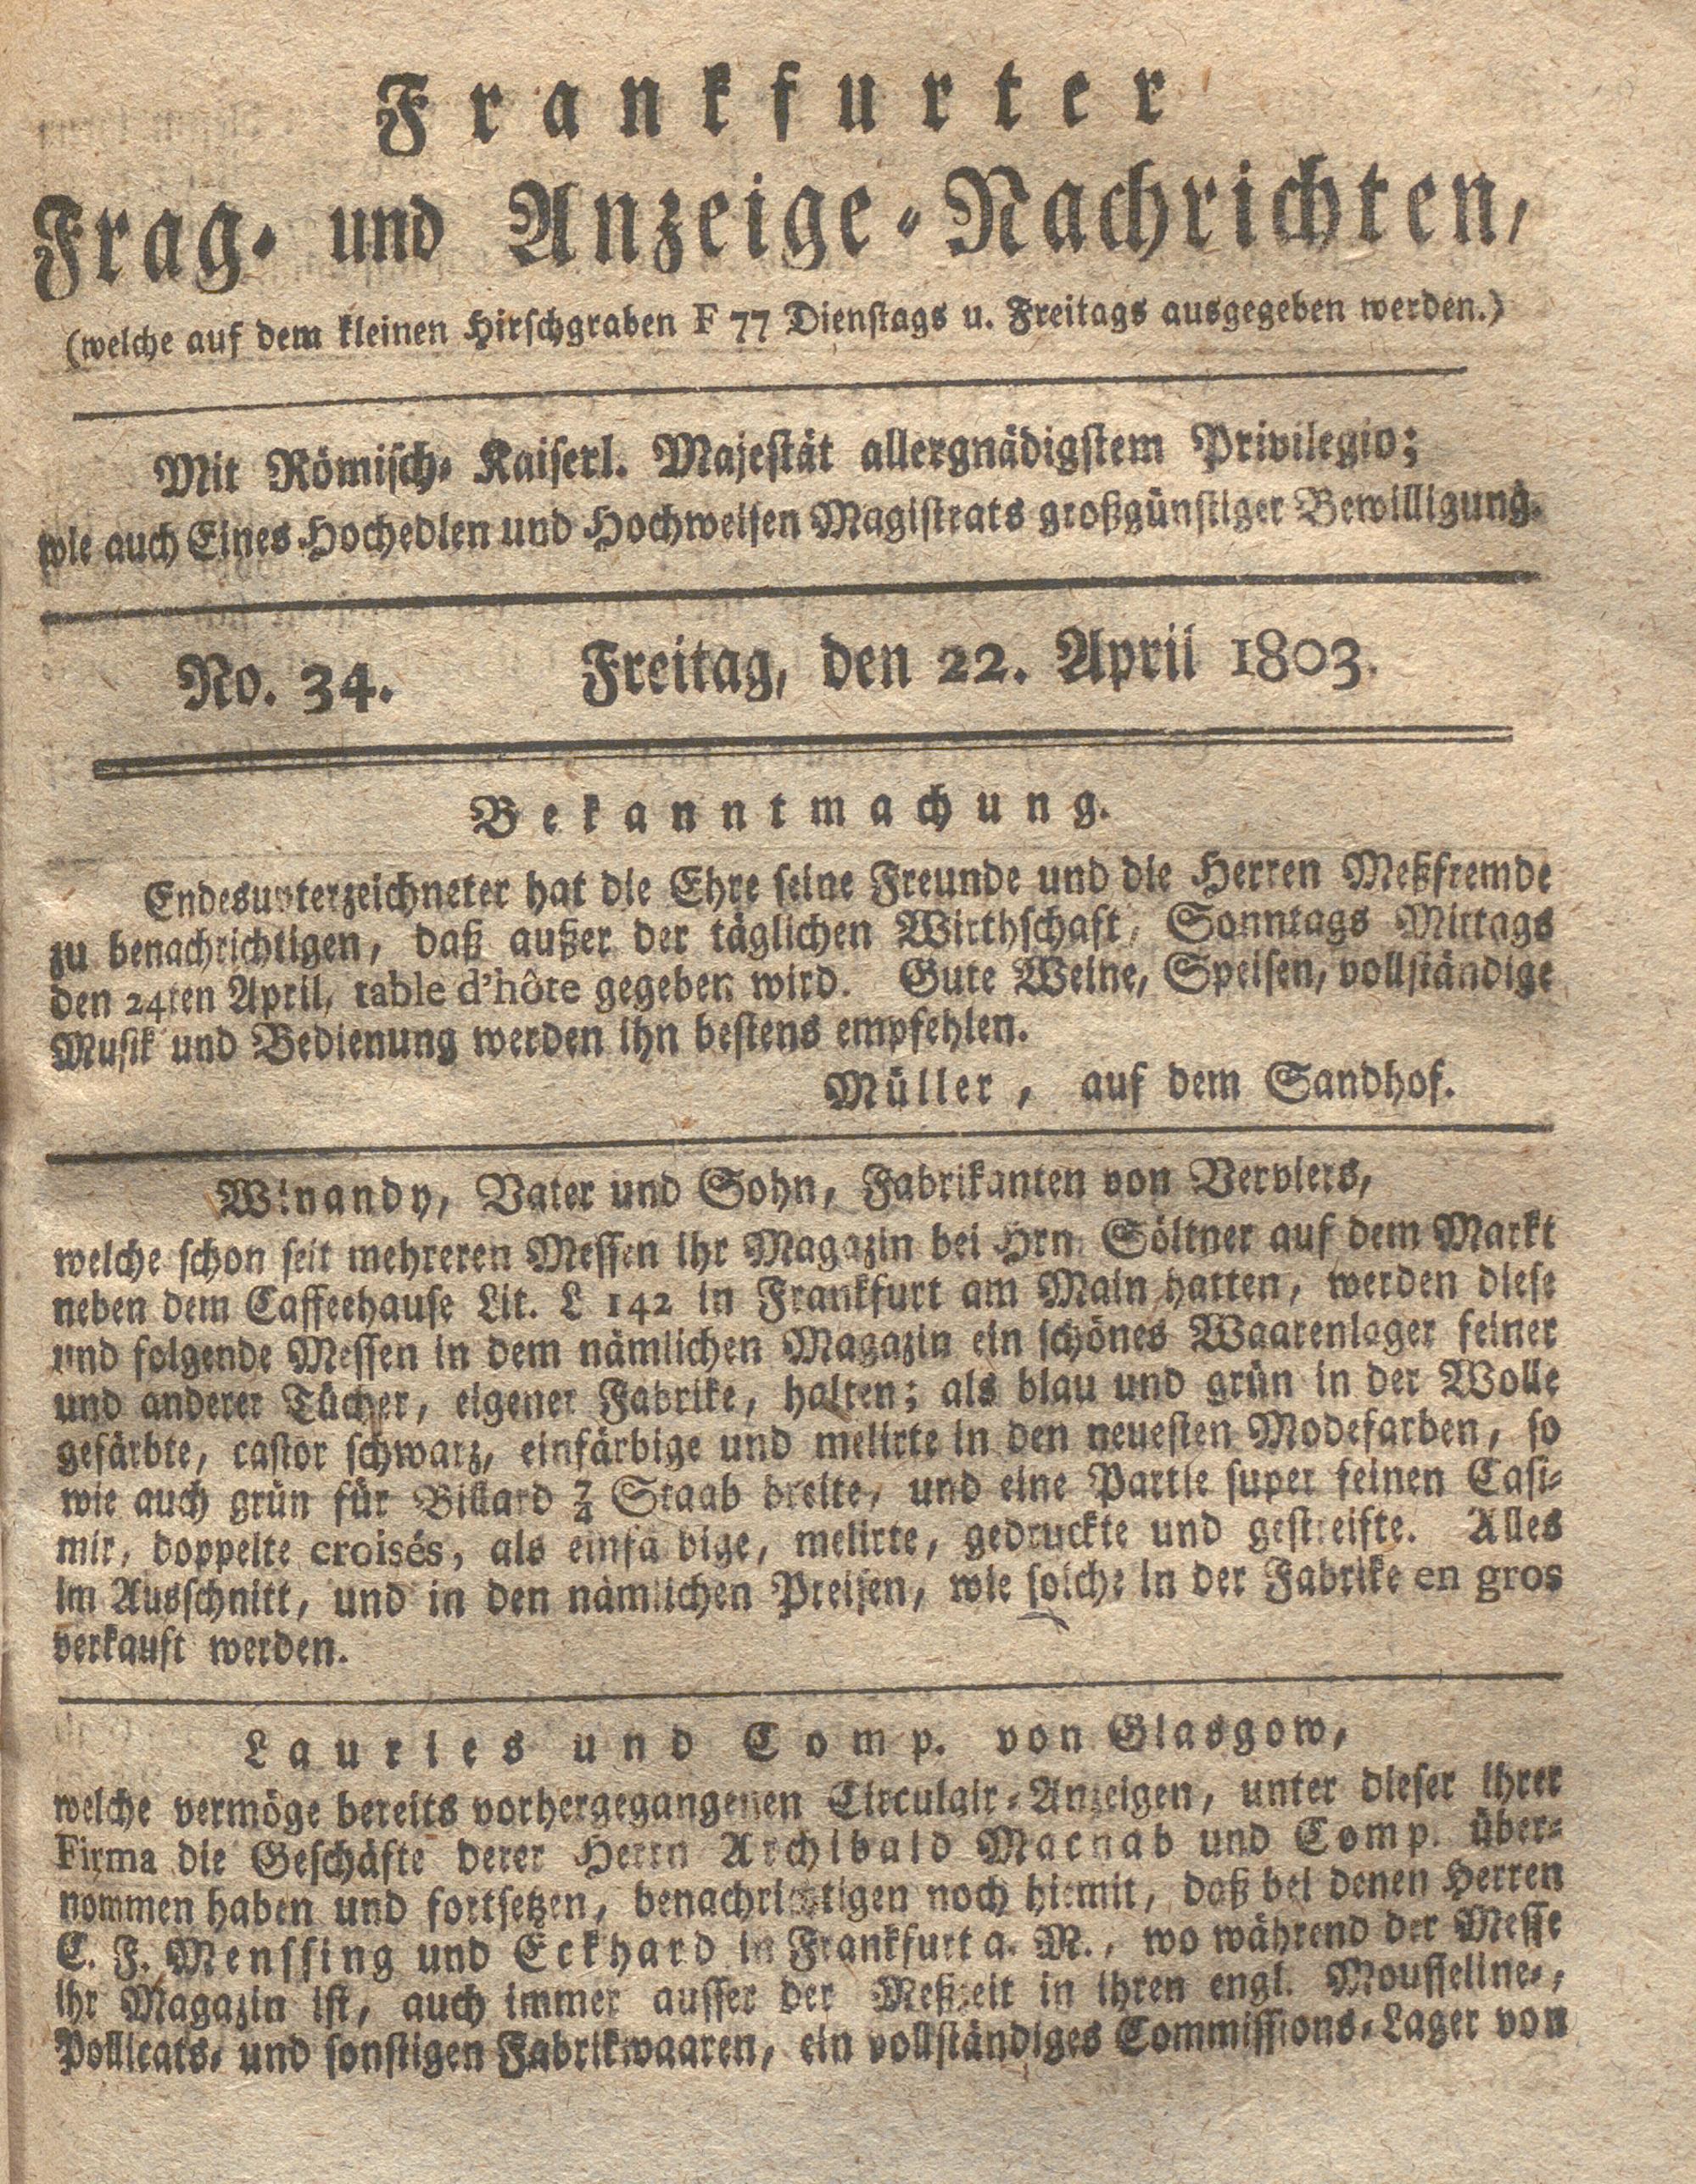 Frankfurter
Frag- und Anzeige-Nachrichten,
(welche auf dem kleinen Hirschgraben F 77 Dienstags u. Freitags ausgegeben werden.)
Mit Römisch- Kaiserl. Majestät allergnädigstem Privilegio;
wie auch Eines Hochedlen und Hochweisen Magistrats großgünstiger Bewilligung.
No. 34. Freitag, den 22. April 1803.
Bekanntmachung.
Endesunterzeichneter hat die Ehre seine Freunde und die Herren Meßfremde
zu benachrichtigen, daß außer der täglichen Wirthschaft, Sonntags Mittags
den 24ten April, table d'hôte gegeben wird. Gute Weine, Speisen, vollständige
Musik und Bedienung werden ihn bestens empfehlen.
Müller, auf dem Sandhof.
Winandy, Vater und Sohn, Fabrikanten von Verviers,
welche schon seit mehreren Messen ihr Magazin bei Hrn. Söltner auf dem Markt
neben dem Caffeehause Lit. L 142 in Frankfurt am Main hatten, werden diese
und folgende Messen in dem nämlichen Magazin ein schönes Waarenlager feiner
und anderer Tücher, eigener Fabrike, halten; als blau und grün in der Wolle
gefärbte, castor schwarz, einfärbige und melirte in den neuesten Modefarben, so
wie auch grün für Billard 7/4 Staab breite, und eine Partie super feinen Casi-
mir, doppelte croisés, als einfärbige, melirte, gedruckte und gestreifte. Alles
im Ausschnitt, und in den nämlichen Preisen, wie solche in der Fabrike en gros
verkauft werden.
Lauries und Comp. von Glasgow,
welche vermöge bereits vorhergegangenen Circulair-Anzeigen, unter dieser ihrer
Firma die Geschäfte derer Herrn Archibald Macnab und Comp. über-
nommen haben und fortsetzen, benachrichtigen noch hiemit, daß bei denen Herren
C. F. Menssing und Eckhard in Frankfurt a. M., wo während der Messe
ihr Magazin ist, auch immer ausser der Meßzeit in ihren engl. Mousseline-,
Pollicats- und sonstigen Fabrikwaaren, ein vollständiges Commissions-Lager von